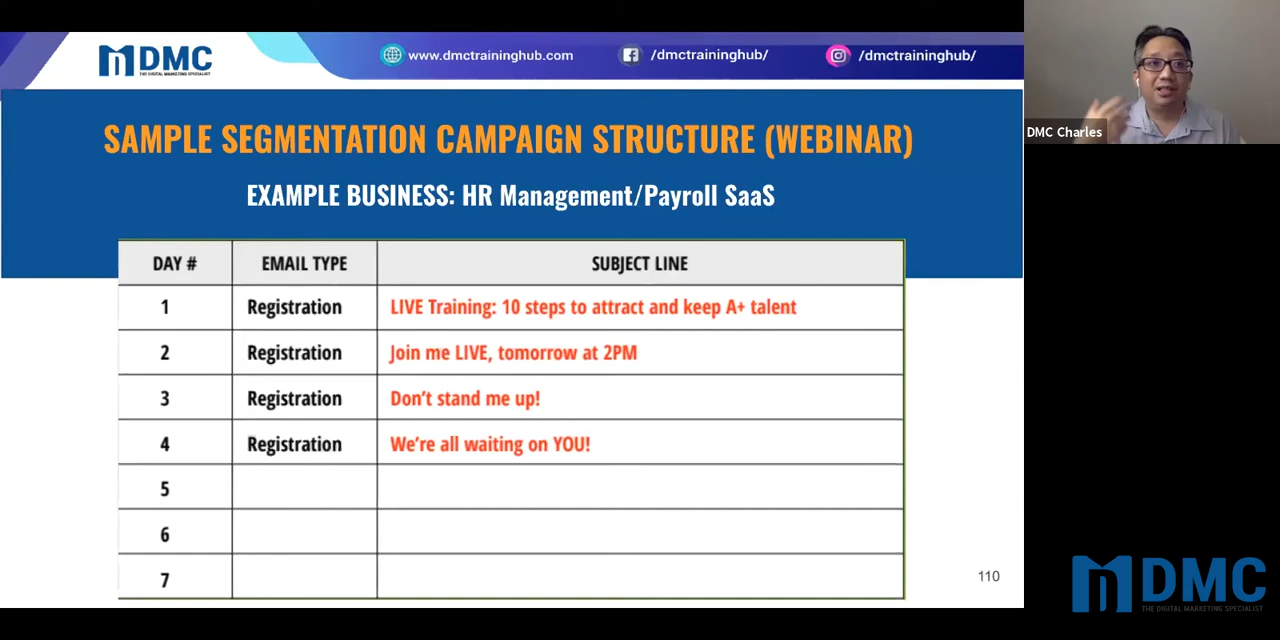 DMC
THE DIGITAL MARKETING SPECIALIST
www.dmctraininghub.com
/dmctraininghub/
/dmctraininghub/
DMC Charles
SAMPLE SEGMENTATION CAMPAIGN STRUCTURE (WEBINAR)
EXAMPLE BUSINESS: HR Management/Payroll SaaS
DAY # EMAIL TYPE SUBJECT LINE
1 Registration LIVE Training: 10 steps to attract and keep A+ talent
2 Registration Join me LIVE, tomorrow at 2PM
3 Registration Don't stand me up!
4 Registration We're all waiting on YOU!
5
6
7
110
DMC
THE DIGITAL MARKETING SPECIALIST